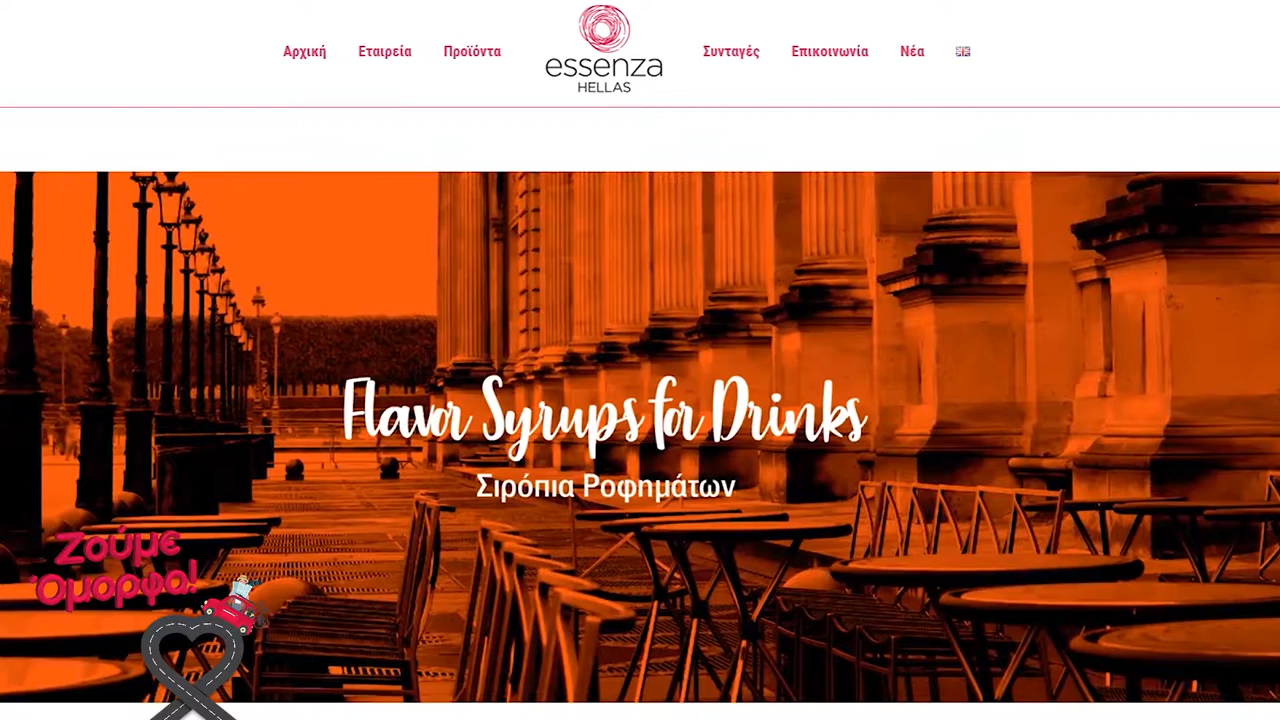 Αρχική Εταιρεία Προϊόντα
essenza
HELLAS
Συνταγές Επικοινωνία Νέα
Flavor Syrups for Drinks
Σιρόπια Ροφημάτων
Ζούμε
Όμορφα!